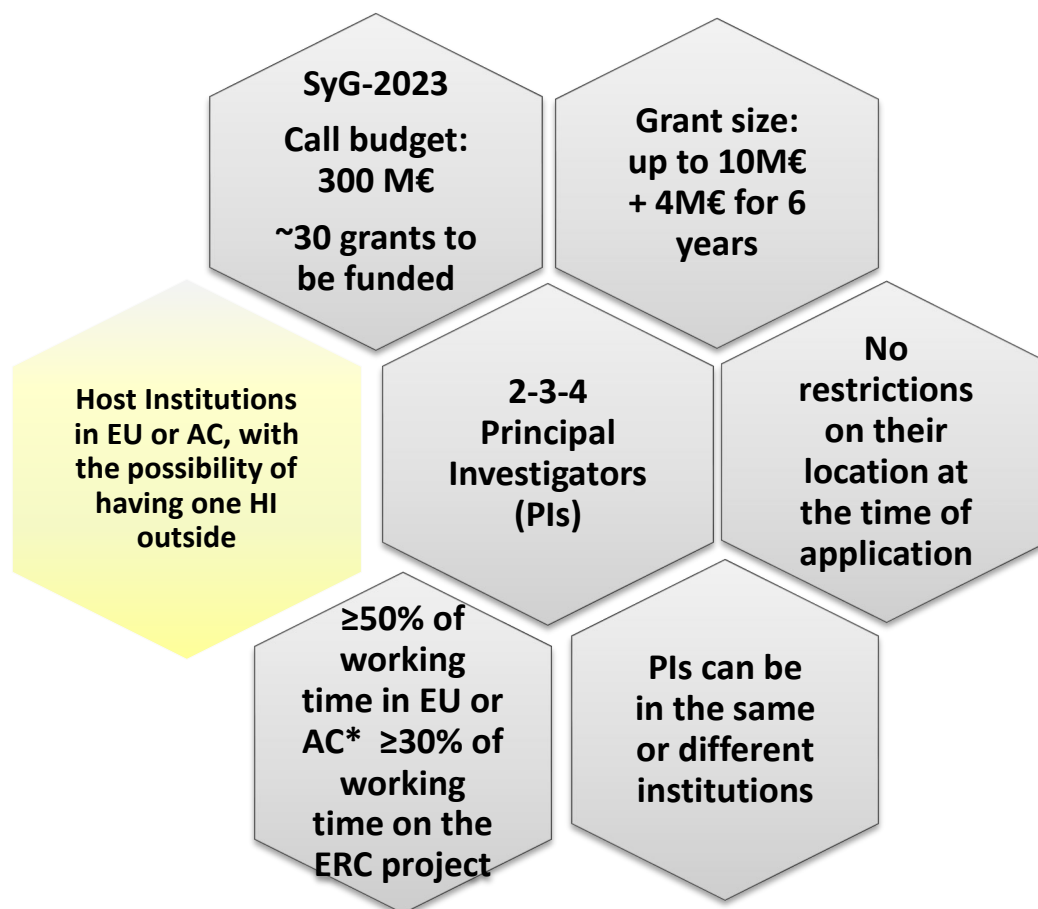 SyG-2023
Call budget:
300 M€
~30 grants to
be funded
Grant size:
up to 10M€
+ 4M€ for 6
years
Host Institutions
in EU or AC, with
the possibility of
having one HI
outside
2-3-4
Principal
Investigators
(PIs)
No
restrictions
on their
location at
the time of
application
≥50% of
working
time in EU or
AC* ≥30% of
working
time on the
ERC project
PIs can be
in the same
or different
institutions